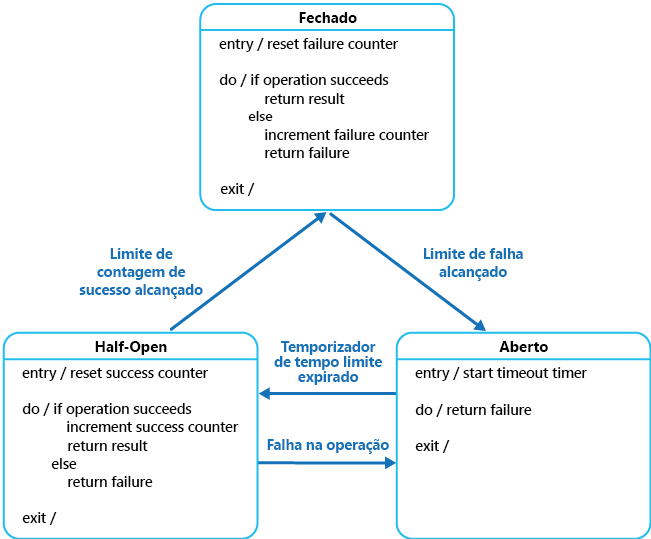 Fechado
entry / reset failure counter
do / if operation succeeds
return result
else
increment failure counter
return failure
exit /
Limite de
contagem de
sucesso alcançado
Limite de falha
alcançado
Half-Open
entry / reset success counter
do / if operation succeeds
increment success counter
return result
else
return failure
exit /
Temporizador
de tempo limite
expirado
Falha na operação
Aberto
entry / start timeout timer
do / return failure
exit /